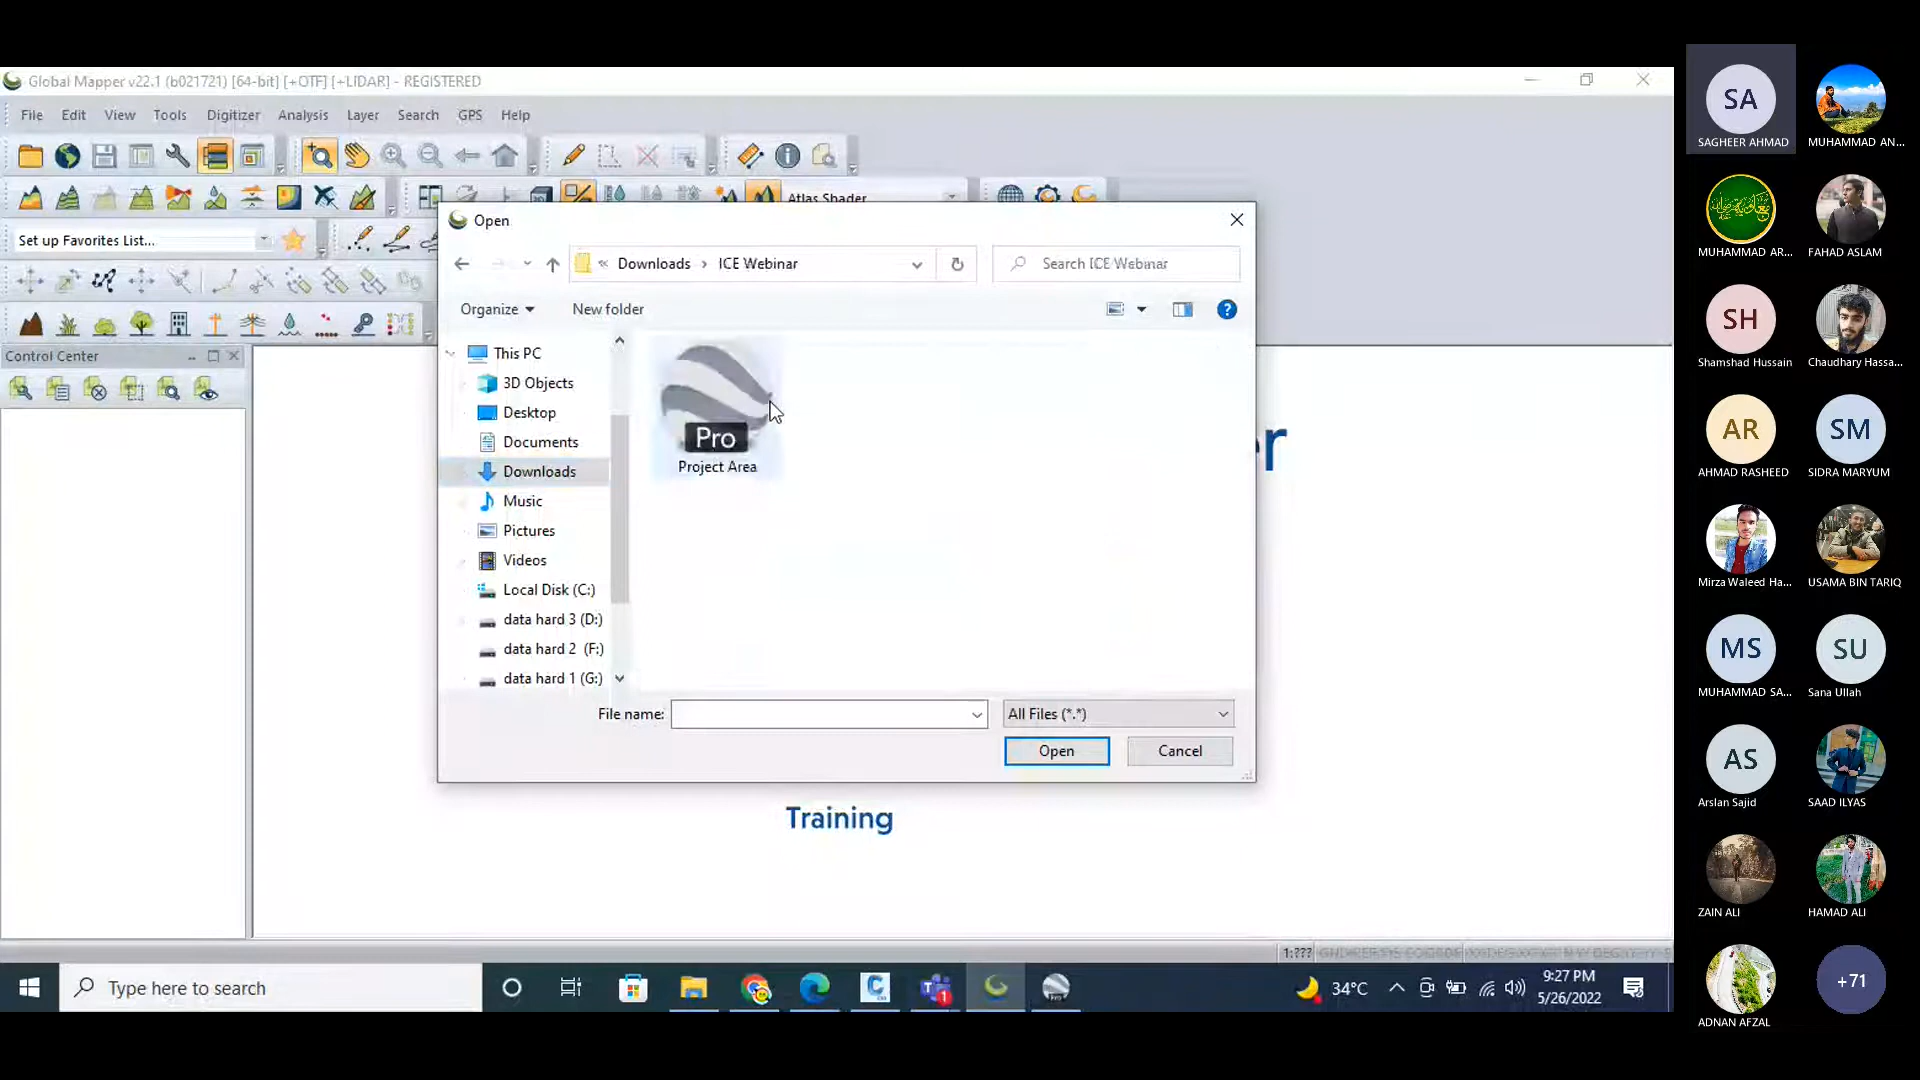 Global Mapper v22.1 (b021721) [64-bit] [+OTF] [+LIDAR] - REGISTERED
File Edit View Tools Digitizer Analysis Layer Search GPS Help
Atlas Shader
Set up Favorites List...
Control Center
Open
« Downloads › ICE Webinar
Search ICE Webinar
Organize
New folder
This PC
3D Objects
Desktop
Documents
Downloads
Music
Pictures
Videos
Local Disk (C:)
data hard 3 (D:)
data hard 2 (F:)
data hard 1 (G:)
Pro
Project Area
File name:
All Files (*.*)
Open
Cancel
er
Training
1:???
Type here to search
34°C
9:27 PM
5/26/2022
SA
SAGHEER AHMAD
MUHAMMAD AN...
MUHAMMAD AR...
FAHAD ASLAM
SH
Shamshad Hussain
Chaudhary Hassa...
AR
AHMAD RASHEED
SM
SIDRA MARYUM
Mirza Waleed Ha...
USAMA BIN TARIQ
MS
MUHAMMAD SA...
SU
Sana Ullah
AS
Arslan Sajid
SAAD ILYAS
ZAIN ALI
HAMAD ALI
ADNAN AFZAL
+71